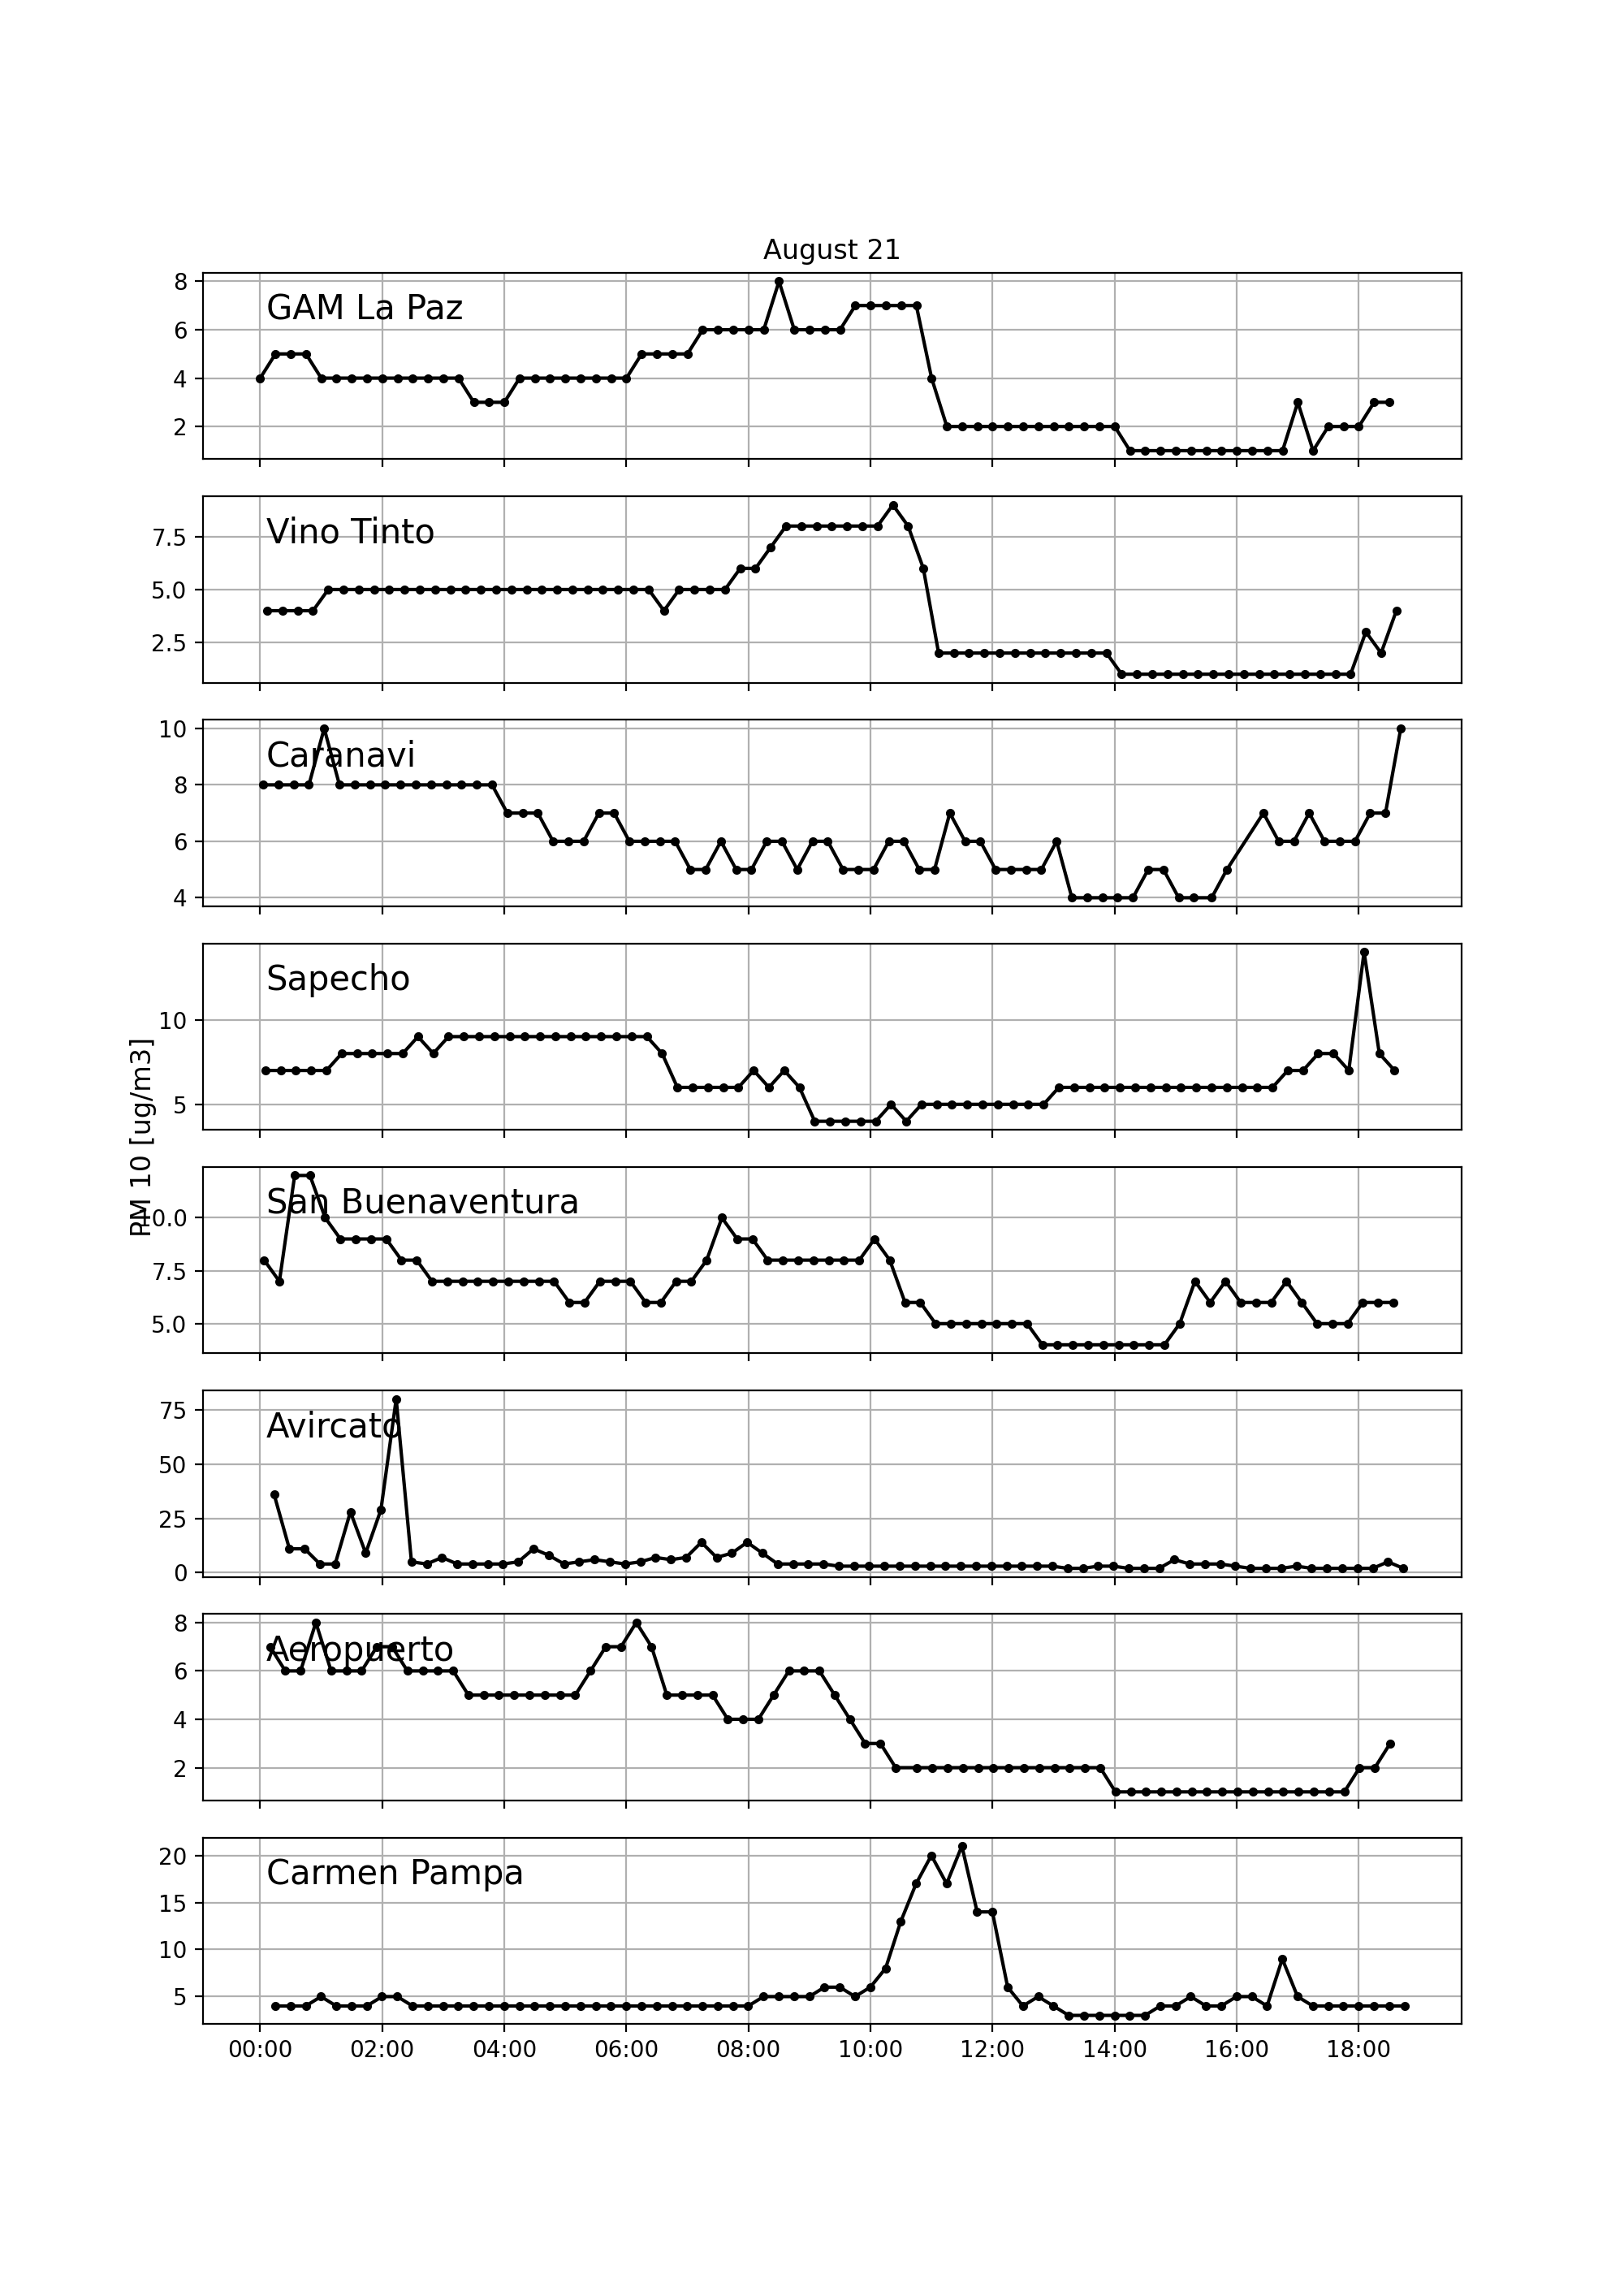 August 21
8
GAM La Paz
6
4
2
Vino Tinto
7.5
5.0
2.5
10
Caranavi
8
6
4
Sapecho
10
5
PM 10 [ug/m3]
San Buenaventura
10.0
7.5
5.0
75
Avircato
50
25
0
8
Aeropuerto
6
4
2
20
Carmen Pampa
15
10
5
00:00 02:00 04:00 06:00 08:00 10:00 12:00 14:00 16:00 18:00